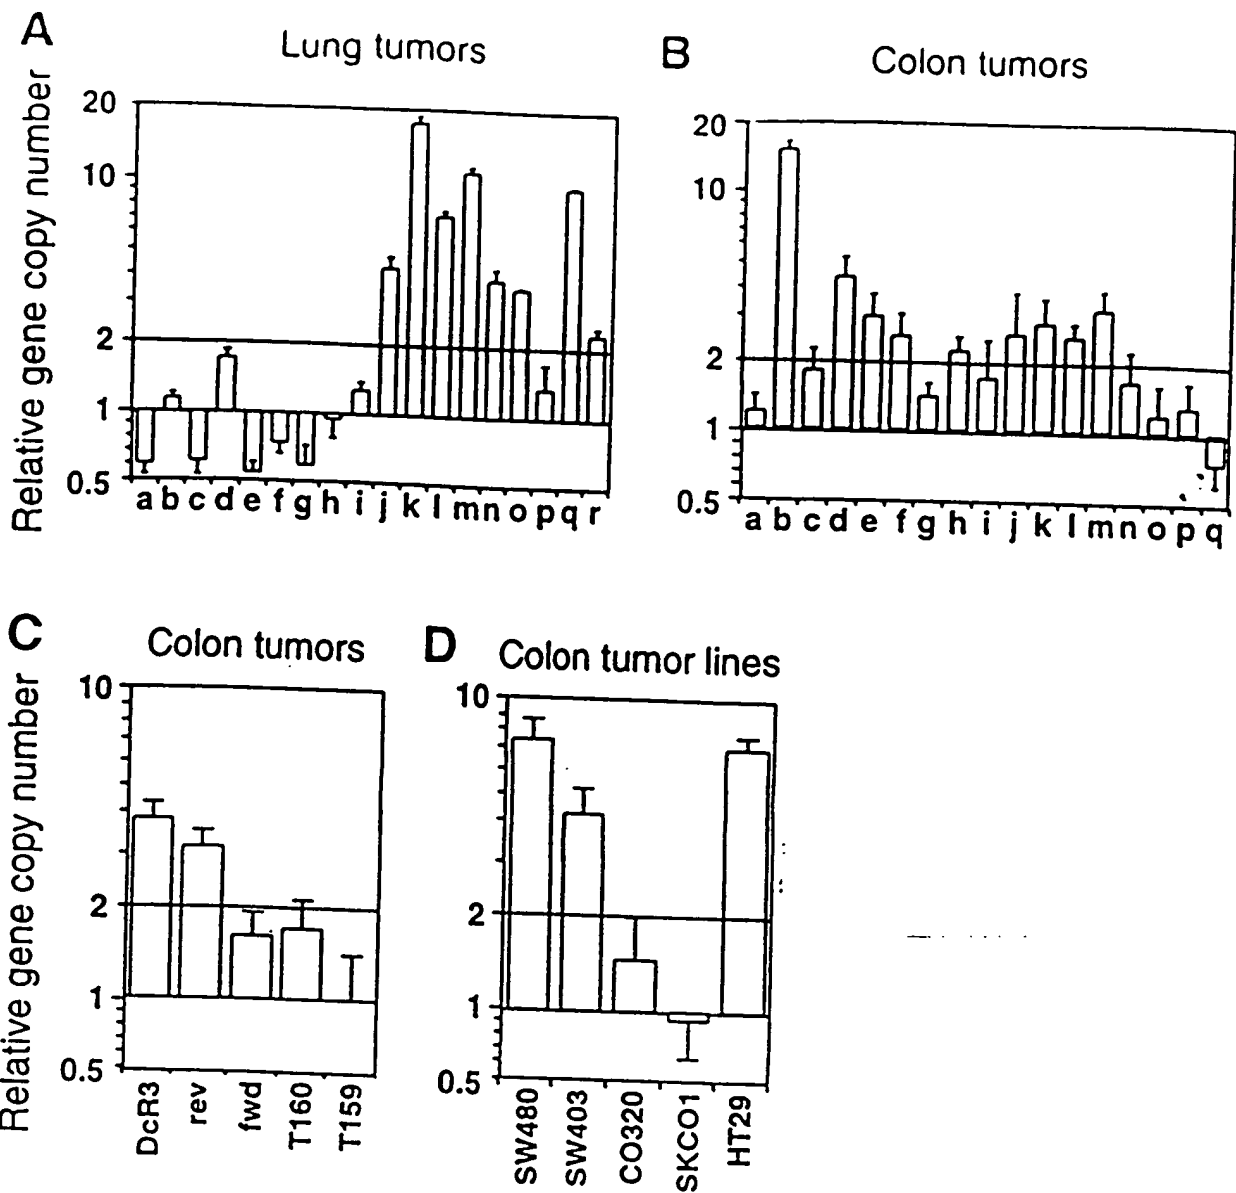 A
Lung tumors
Relative gene copy number
20
10
2
1
0.5
a b c d e f g h i j k l m n o p q r
B
Colon tumors
20
10
2
1
0.5
a b c d e f g h i j k l m n o p q
C
Colon tumors
Relative gene copy number
10
2
1
0.5
DcR3
rev
fwd
T160
T159
D
Colon tumor lines
10
2
1
0.5
SW480
SW403
CO320
SKCO1
HT29